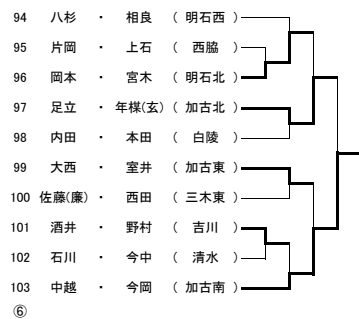 94 八杉 ・ 相良 ( 明石西 )
95 片岡 ・ 上石 ( 西脇 )
96 岡本 ・ 宮木 ( 明石北 )
97 足立 ・ 年楳(玄) ( 加古北 )
98 内田 ・ 本田 ( 白陵 )
99 大西 ・ 室井 ( 加古東 )
100 佐藤(廉) ・ 西田 ( 三木東 )
101 酒井 ・ 野村 ( 吉川 )
102 石川 ・ 今中 ( 清水 )
103 中越 ・ 今岡 ( 加古南 )
⑥